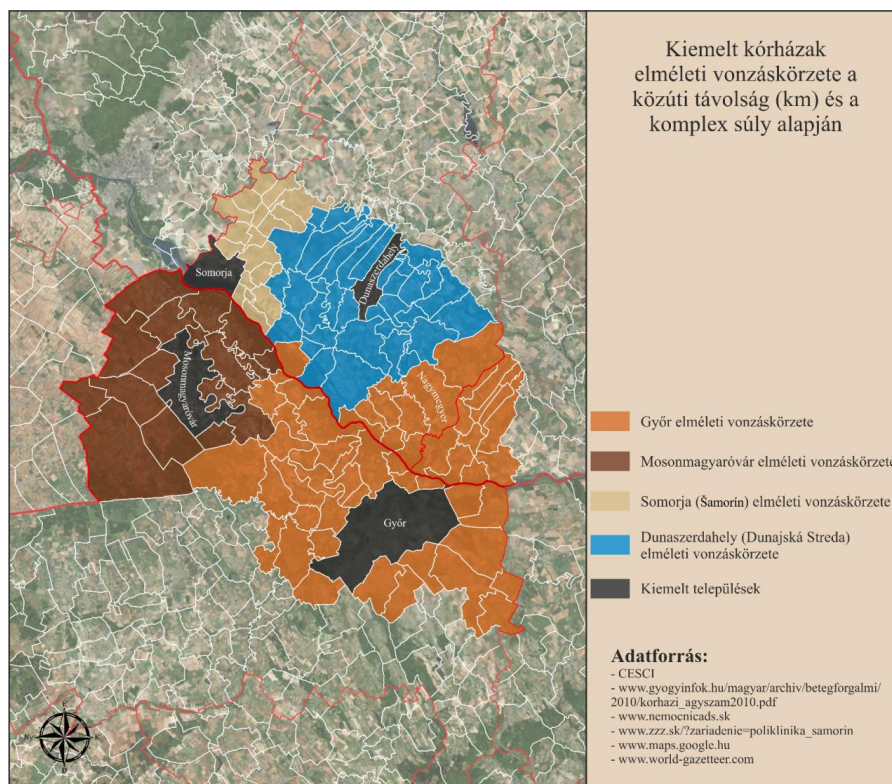 Kiemelt kórházak
elméleti vonzáskörzete a
közúti távolság (km) és a
komplex súly alapján
Somorja
Dunaszerdahely
Mosonmagyaróvár
Nagymegyer
Győr
Győr elméleti vonzáskörzete
Mosonmagyaróvár elméleti vonzáskörzete
Somorja (Šamorín) elméleti vonzáskörzete
Dunaszerdahely (Dunajská Streda)
elméleti vonzáskörzete
Kiemelt települések
Adatforrás:
- CESCI
- www.gyogyinfok.hu/magyar/archiv/betegforgalmi/
2010/korhazi_agyszam2010.pdf
- www.nemocnicads.sk
- www.zzz.sk/?zariadenie=poliklinika_samorin
- www.maps.google.hu
- www.world-gazetteer.com
É
Ny
K
D